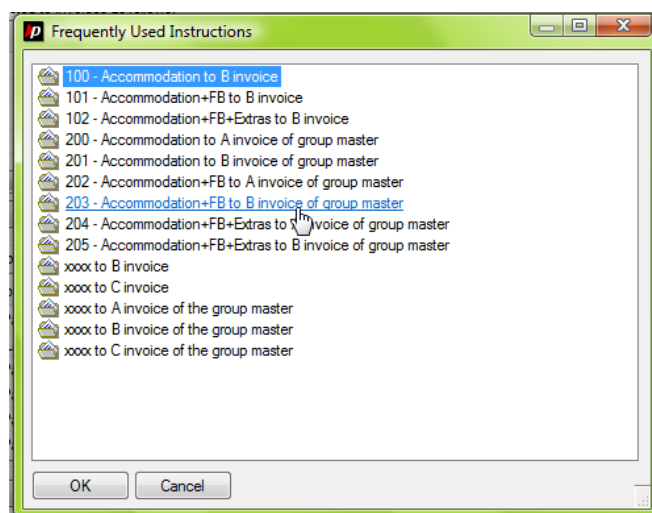 Frequently Used Instructions
100 - Accommodation to B invoice
101 - Accommodation+FB to B invoice
102 - Accommodation+FB+Extras to B invoice
200 - Accommodation to A invoice of group master
201 - Accommodation to B invoice of group master
202 - Accommodation+FB to A invoice of group master
203 - Accommodation+FB to B invoice of group master
204 - Accommodation+FB+Extras to invoice of group master
205 - Accommodation+FB+Extras to B invoice of group master
xxxx to B invoice
xxxx to C invoice
xxxx to A invoice of the group master
xxxx to B invoice of the group master
xxxx to C invoice of the group master
OK Cancel